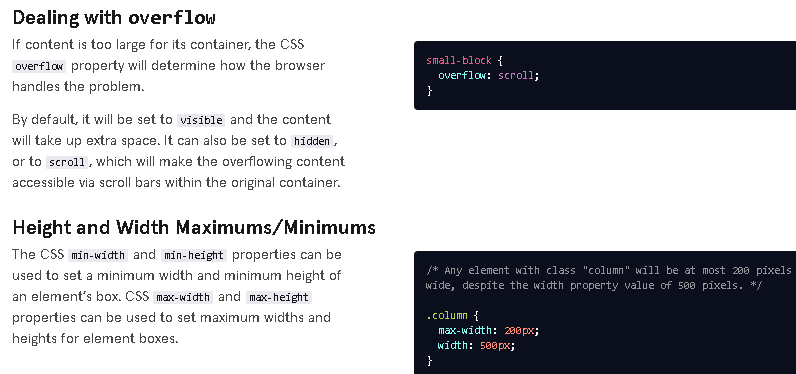 Dealing with overflow
If content is too large for its container, the CSS
overflow property will determine how the browser
handles the problem.
By default, it will be set to visible and the content
will take up extra space. It can also be set to hidden,
or to scroll, which will make the overflowing content
accessible via scroll bars within the original container.
small-block {
  overflow: scroll;
}
Height and Width Maximums/Minimums
The CSS min-width and min-height properties can be
used to set a minimum width and minimum height of
an element's box. CSS max-width and max-height
properties can be used to set maximum widths and
heights for element boxes.
/* Any element with class "column" will be at most 200 pixels
wide, despite the width property value of 500 pixels. */
.column {
  max-width: 200px;
  width: 500px;
}